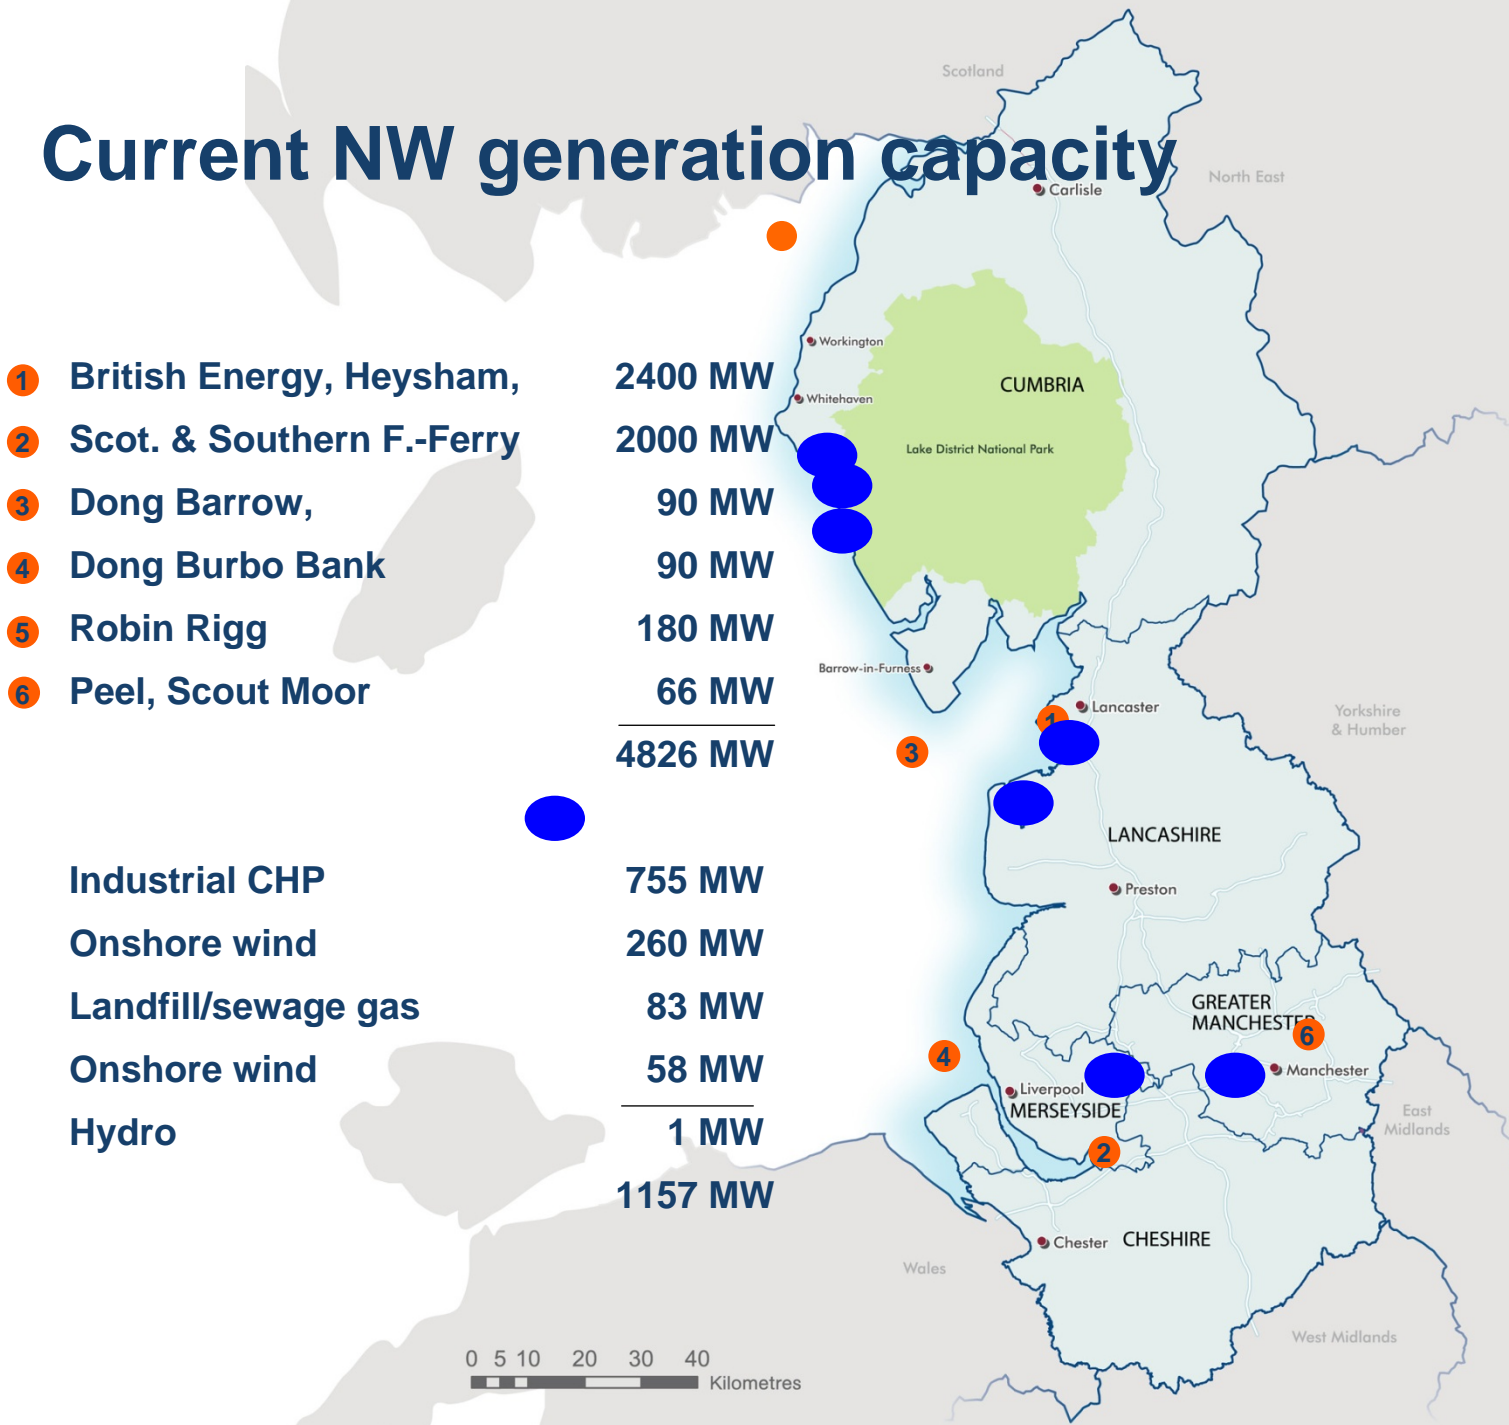 Scotland
Current NW generation capacity
North East
Carlisle
Workington
1 British Energy, Heysham, 2400 MW
CUMBRIA
Whitehaven
2 Scot. & Southern F.-Ferry 2000 MW
Lake District National Park
3 Dong Barrow, 90 MW
4 Dong Burbo Bank 90 MW
5 Robin Rigg 180 MW
Barrow-in-Furness
6 Peel, Scout Moor 66 MW
Lancaster
1
Yorkshire
& Humber
4826 MW
3
LANCASHIRE
Industrial CHP 755 MW
Preston
Onshore wind 260 MW
Landfill/sewage gas 83 MW
GREATER
MANCHESTER
6
4
Onshore wind 58 MW
Manchester
Liverpool
MERSEYSIDE
East
Midlands
Hydro 1 MW
2
1157 MW
Chester
CHESHIRE
Wales
West Midlands
0 5 10 20 30 40
Kilometres